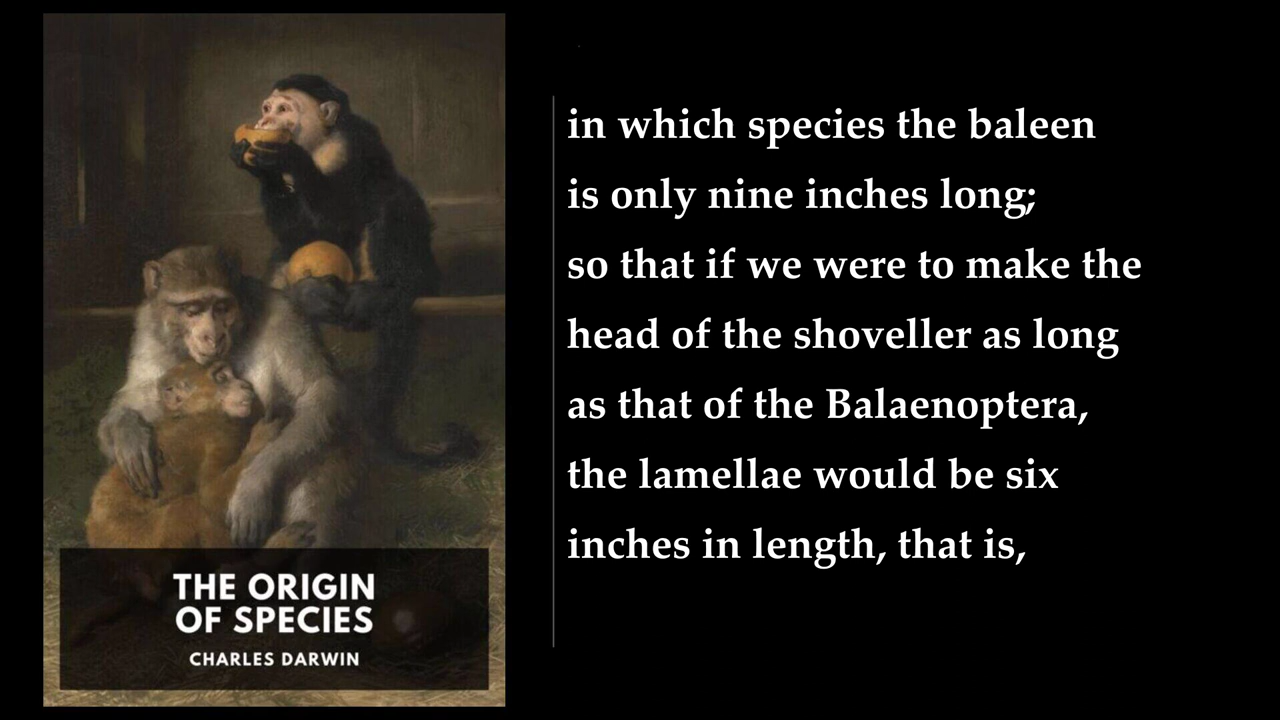 THE ORIGIN
OF SPECIES
CHARLES DARWIN
in which species the baleen
is only nine inches long;
so that if we were to make the
head of the shoveller as long
as that of the Balaenoptera,
the lamellae would be six
inches in length, that is,